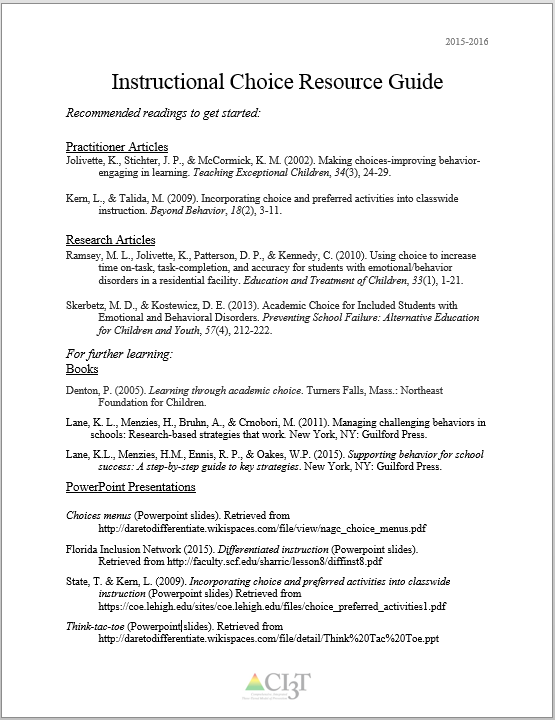 2015-2016
Instructional Choice Resource Guide
Recommended readings to get started:
Practitioner Articles
Jolivette, K., Stichter, J. P., & McCormick, K. M. (2002). Making choices-improving behavior-
engaging in learning. Teaching Exceptional Children, 34(3), 24-29.
Kern, L., & Talida, M. (2009). Incorporating choice and preferred activities into classwide
instruction. Beyond Behavior, 18(2), 3-11.
Research Articles
Ramsey, M. L., Jolivette, K., Patterson, D. P., & Kennedy, C. (2010). Using choice to increase
time on-task, task-completion, and accuracy for students with emotional/behavior
disorders in a residential facility. Education and Treatment of Children, 33(1), 1-21.
Skerbetz, M. D., & Kostewicz, D. E. (2013). Academic Choice for Included Students with
Emotional and Behavioral Disorders. Preventing School Failure: Alternative Education
for Children and Youth, 57(4), 212-222.
For further learning:
Books
Denton, P. (2005). Learning through academic choice. Turners Falls, Mass.: Northeast
Foundation for Children.
Lane, K. L., Menzies, H., Bruhn, A., & Crnobori, M. (2011). Managing challenging behaviors in
schools: Research-based strategies that work. New York, NY: Guilford Press.
Lane, K.L., Menzies, H.M., Ennis, R. P., & Oakes, W.P. (2015). Supporting behavior for school
success: A step-by-step guide to key strategies. New York, NY: Guilford Press.
PowerPoint Presentations
Choices menus (Powerpoint slides). Retrieved from
http://daretodifferentiate.wikispaces.com/file/view/nagc_choice_menus.pdf
Florida Inclusion Network (2015). Differentiated instruction (Powerpoint slides).
Retrieved from http://faculty.scf.edu/sharric/lesson8/diffinst8.pdf
State, T. & Kern, L. (2009). Incorporating choice and preferred activities into classwide
instruction (Powerpoint slides) Retrieved from
https://coe.lehigh.edu/sites/coe.lehigh.edu/files/choice_preferred_activities1.pdf
Think-tac-toe (Powerpoint slides). Retrieved from
http://daretodifferentiate.wikispaces.com/file/detail/Think%20Tac%20Toe.ppt
CI3T